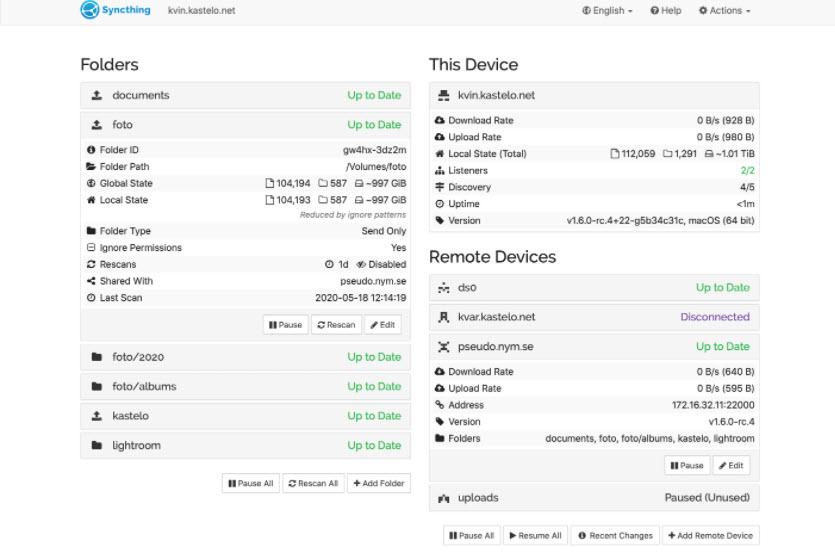 Syncthing kvin.kastelo.net English Help Actions
Folders
documents Up to Date
foto Up to Date
Folder ID gw4hx-3dz2m
Folder Path /Volumes/foto
Global State 104,194 587 ~997 GiB
Local State 104,193 587 ~997 GiB
Reduced by ignore patterns
Folder Type Send Only
Ignore Permissions Yes
Rescans 1d Disabled
Shared With pseudo.nym.se
Last Scan 2020-05-18 12:14:19
Pause Rescan Edit
foto/2020 Up to Date
foto/albums Up to Date
kastelo Up to Date
lightroom Up to Date
Pause All Rescan All Add Folder
This Device
kvin.kastelo.net
Download Rate 0 B/s (928 B)
Upload Rate 0 B/s (980 B)
Local State (Total) 112,059 1,291 ~1.01 TiB
Listeners 2/2
Discovery 4/5
Uptime <1m
Version v1.6.0-rc.4+22-g5b34c31c, macOS (64 bit)
Remote Devices
ds0 Up to Date
kvar.kastelo.net Disconnected
pseudo.nym.se Up to Date
Download Rate 0 B/s (640 B)
Upload Rate 0 B/s (595 B)
Address 172.16.32.11:22000
Version v1.6.0-rc.4
Folders documents, foto, foto/albums, kastelo, lightroom
Pause Edit
uploads Paused (Unused)
Pause All Resume All Recent Changes Add Remote Device